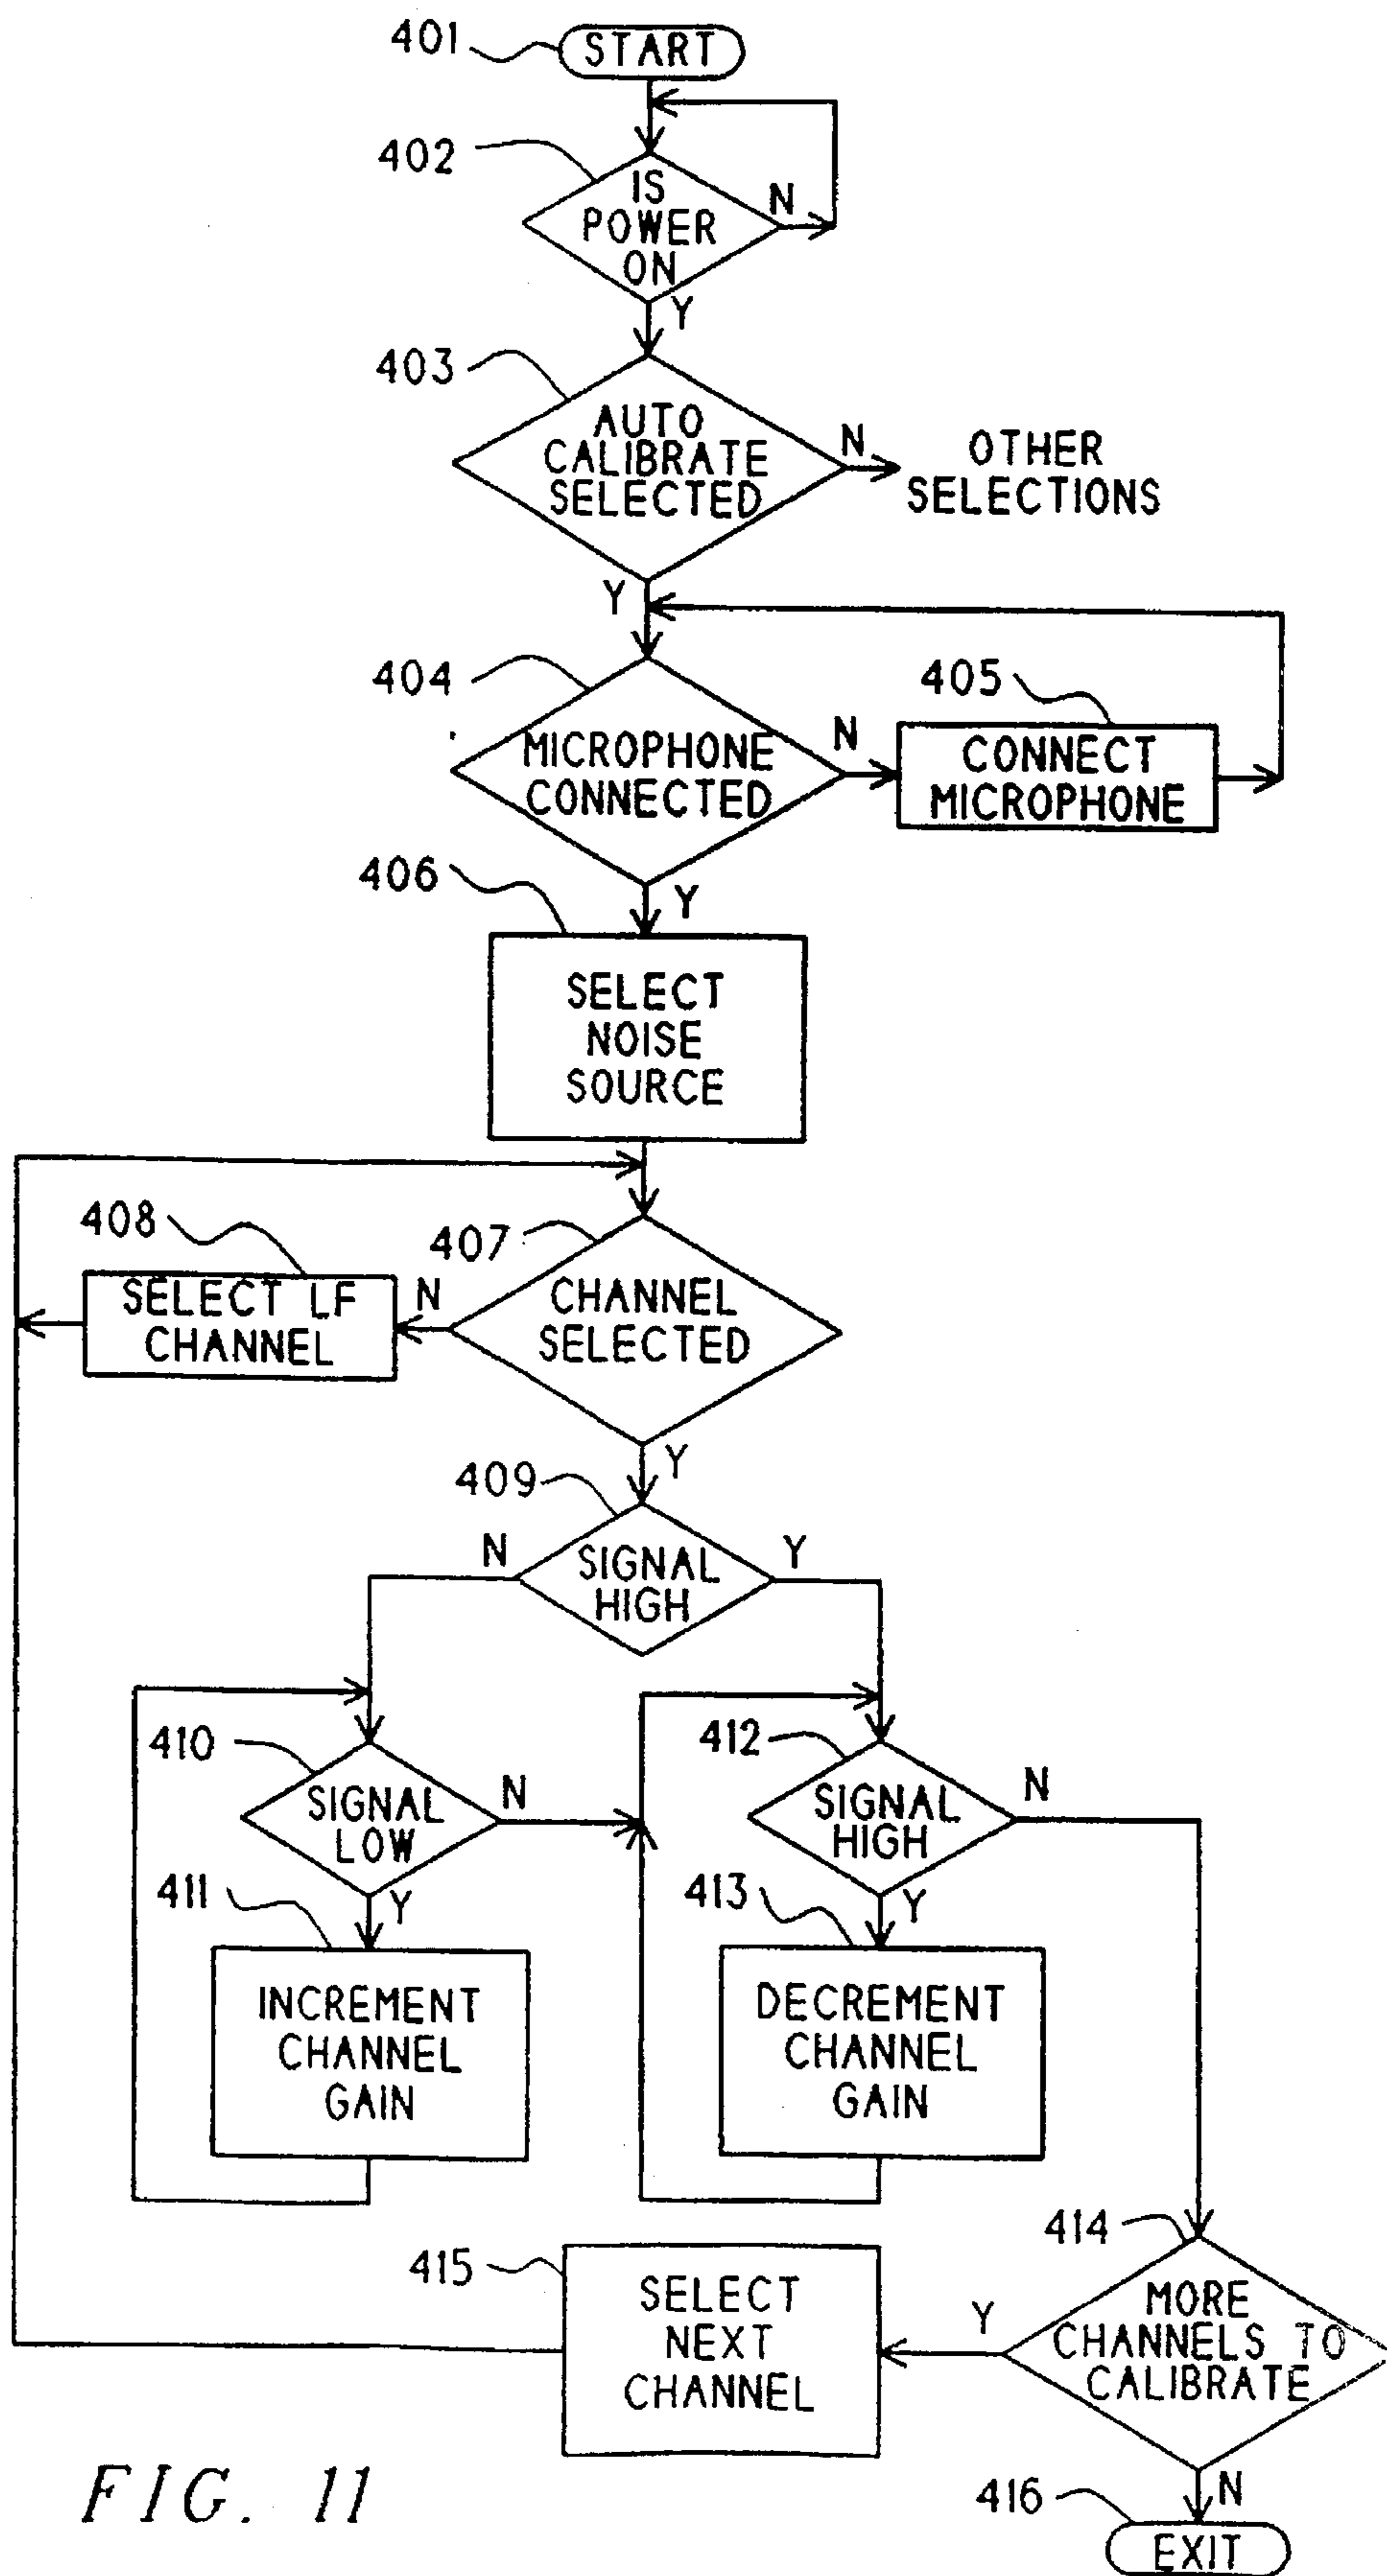 401
START
402
IS
POWER
ON
N
Y
403
AUTO
CALIBRATE
SELECTED
N
OTHER
SELECTIONS
Y
404
MICROPHONE
CONNECTED
N
405
CONNECT
MICROPHONE
Y
406
SELECT
NOISE
SOURCE
408
SELECT LF
CHANNEL
N
407
CHANNEL
SELECTED
Y
409
SIGNAL
HIGH
N
Y
410
SIGNAL
LOW
N
Y
411
INCREMENT
CHANNEL
GAIN
412
SIGNAL
HIGH
N
Y
413
DECREMENT
CHANNEL
GAIN
414
MORE
CHANNELS TO
CALIBRATE
Y
415
SELECT
NEXT
CHANNEL
N
416
EXIT
FIG. 11